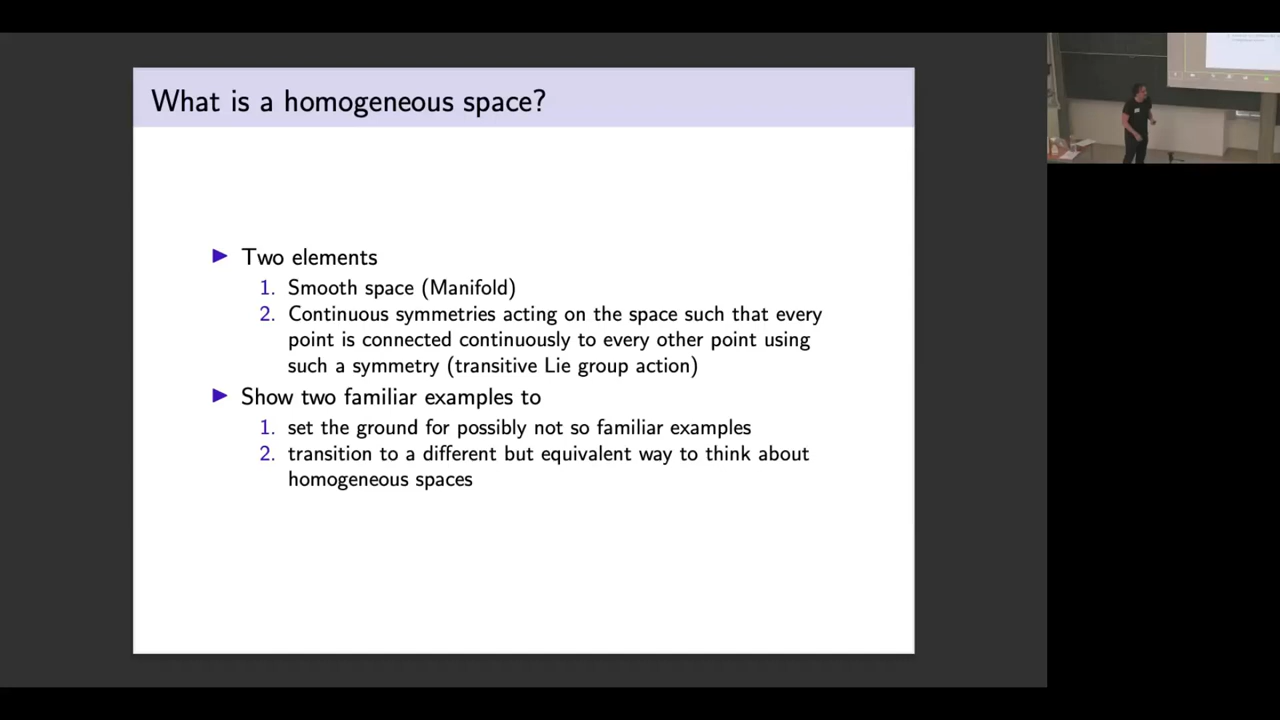 What is a homogeneous space?
▶ Two elements
1. Smooth space (Manifold)
2. Continuous symmetries acting on the space such that every
point is connected continuously to every other point using
such a symmetry (transitive Lie group action)
▶ Show two familiar examples to
1. set the ground for possibly not so familiar examples
2. transition to a different but equivalent way to think about
homogeneous spaces